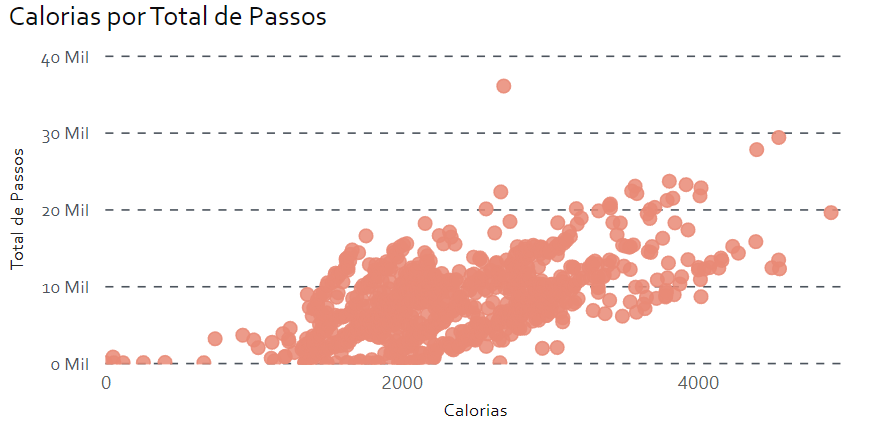 Calorias por Total de Passos
40 Mil
30 Mil
20 Mil
10 Mil
0 Mil
Total de Passos
0 2000 4000
Calorias